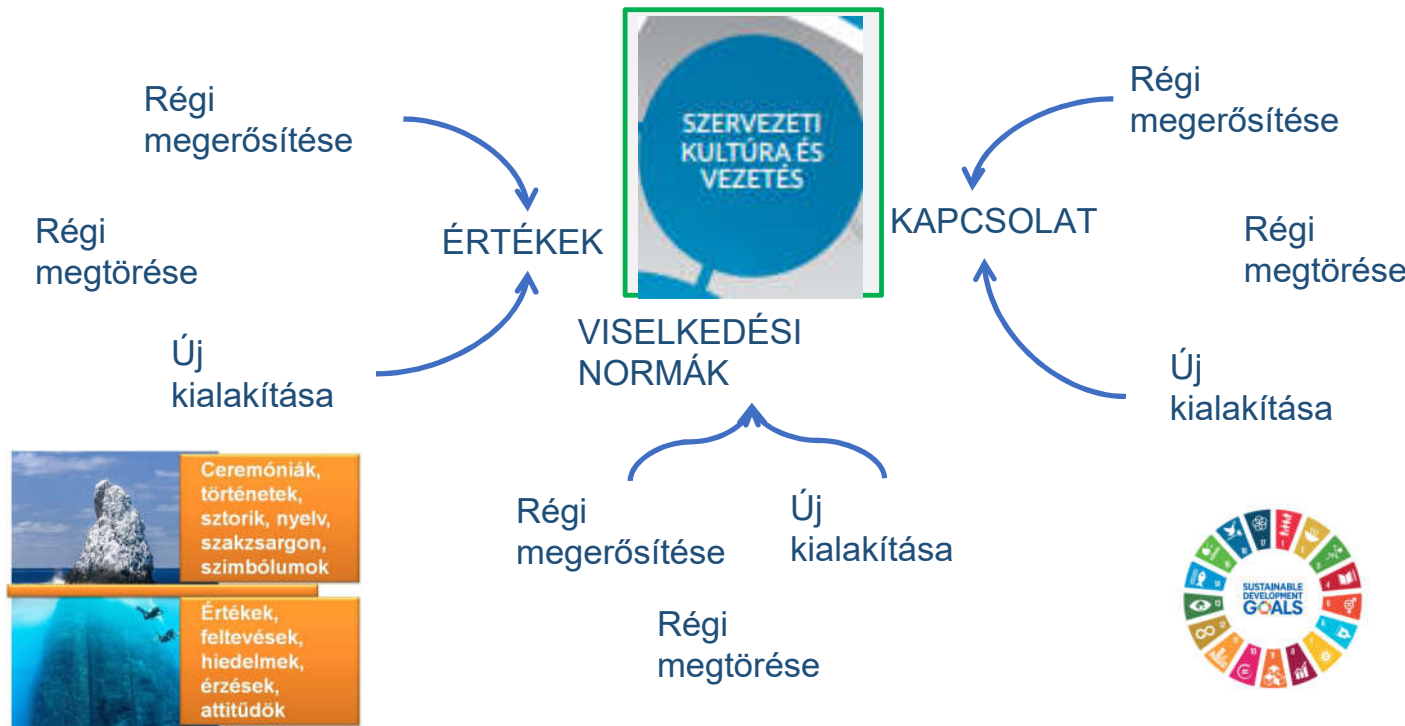 SZERVEZETI
KULTÚRA ÉS
VEZETÉS
Régi
megerősítése
Régi
megtörése
Új
kialakítása
ÉRTÉKEK
KAPCSOLAT
Régi
megerősítése
Régi
megtörése
Új
kialakítása
VISELKEDÉSI
NORMÁK
Régi
megerősítése
Új
kialakítása
Régi
megtörése
Ceremóniák,
történetek,
sztorik, nyelv,
szakzsargon,
szimbólumok
Értékek,
feltevések,
hiedelmek,
érzések,
attitűdök
SUSTAINABLE
DEVELOPMENT
GOALS